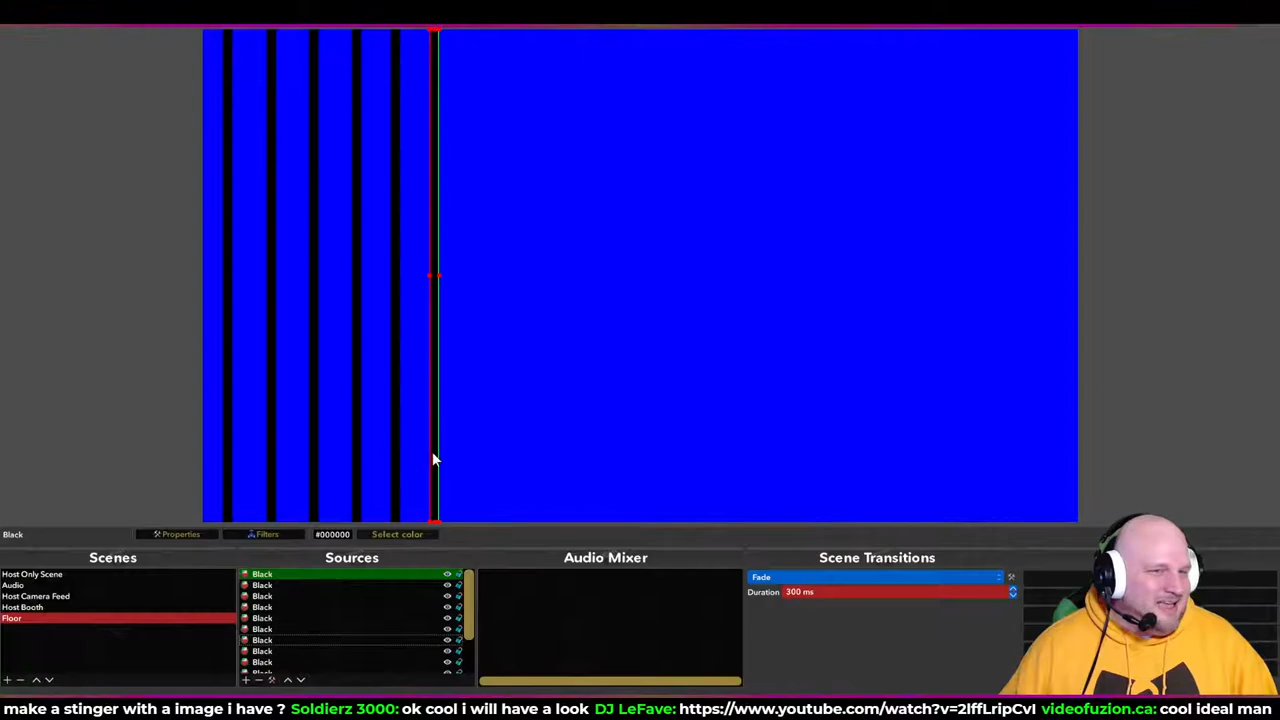 Black
Properties
Filters
#000000
Select color
Scenes
Host Only Scene
Audio
Host Camera Feed
Host Booth
Floor
Sources
Black
Black
Black
Black
Black
Black
Black
Black
Black
Black
Audio Mixer
Scene Transitions
Fade
Duration 300 ms
make a stinger with a image i have ? Soldierz 3000: ok cool i will have a look DJ LeFave: https://www.youtube.com/watch?v=2lffLripCvI videofuzion.ca: cool ideal man